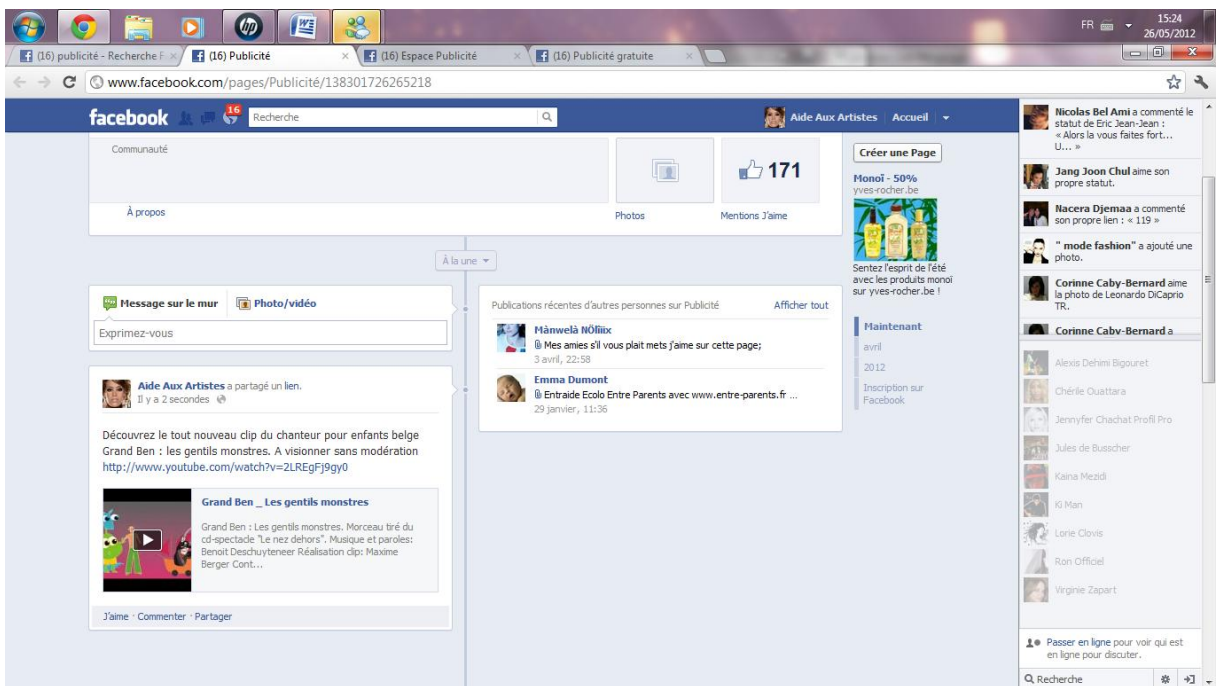 FR
15:24
26/05/2012
(16) publicité - Recherche F
(16) Publicité
(16) Espace Publicité
(16) Publicité gratuite
www.facebook.com/pages/Publicité/138301726265218
facebook
16
Recherche
Aide Aux Artistes
Accueil
Communauté
À propos
171
Photos
Mentions J'aime
À la une
Message sur le mur
Photo/vidéo
Exprimez-vous
Aide Aux Artistes a partagé un lien.
Il y a 2 secondes
Découvrez le tout nouveau clip du chanteur pour enfants belge
Grand Ben : les gentils monstres. A visionner sans modération
http://www.youtube.com/watch?v=2LREgFj9gy0
Grand Ben _ Les gentils monstres
Grand Ben : Les gentils monstres. Morceau tiré du
cd-spectacle "Le nez dehors". Musique et paroles:
Benoit Deschuyteneer Réalisation clip: Maxime
Berger Cont...
J'aime · Commenter · Partager
Publications récentes d'autres personnes sur Publicité
Afficher tout
Mes amies s'il vous plait mets j'aime sur cette page;
3 avril, 22:58
Emma Dumont
Entraide Ecolo Entre Parents avec www.entre-parents.fr ...
29 janvier, 11:36
Créer une Page
Monoï - 50%
yves-rocher.be
Sentez l'esprit de l'été
avec les produits monoï
sur yves-rocher.be !
Maintenant
avril
2012
Inscription sur
Facebook
Nicolas Bel Ami a commenté le
statut de Eric Jean-Jean :
« Alors la vous faites fort...
U... »
Jang Joon Chul aime son
propre statut.
Nacera Djemaa a commenté
son propre lien : « 119 »
" mode fashion" a ajouté une
photo.
Corinne Caby-Bernard aime
la photo de Leonardo DiCaprio
TR.
Corinne Caby-Bernard a
Alexis Dehimi Bigouret
Chérile Ouattara
Jennyfer Chachat Profil Pro
Jules de Busscher
Kaina Mezidi
Ki Man
Lorie Clovis
Ron Officiel
Virginie Zapart
Passer en ligne pour voir qui est
en ligne pour discuter.
Recherche